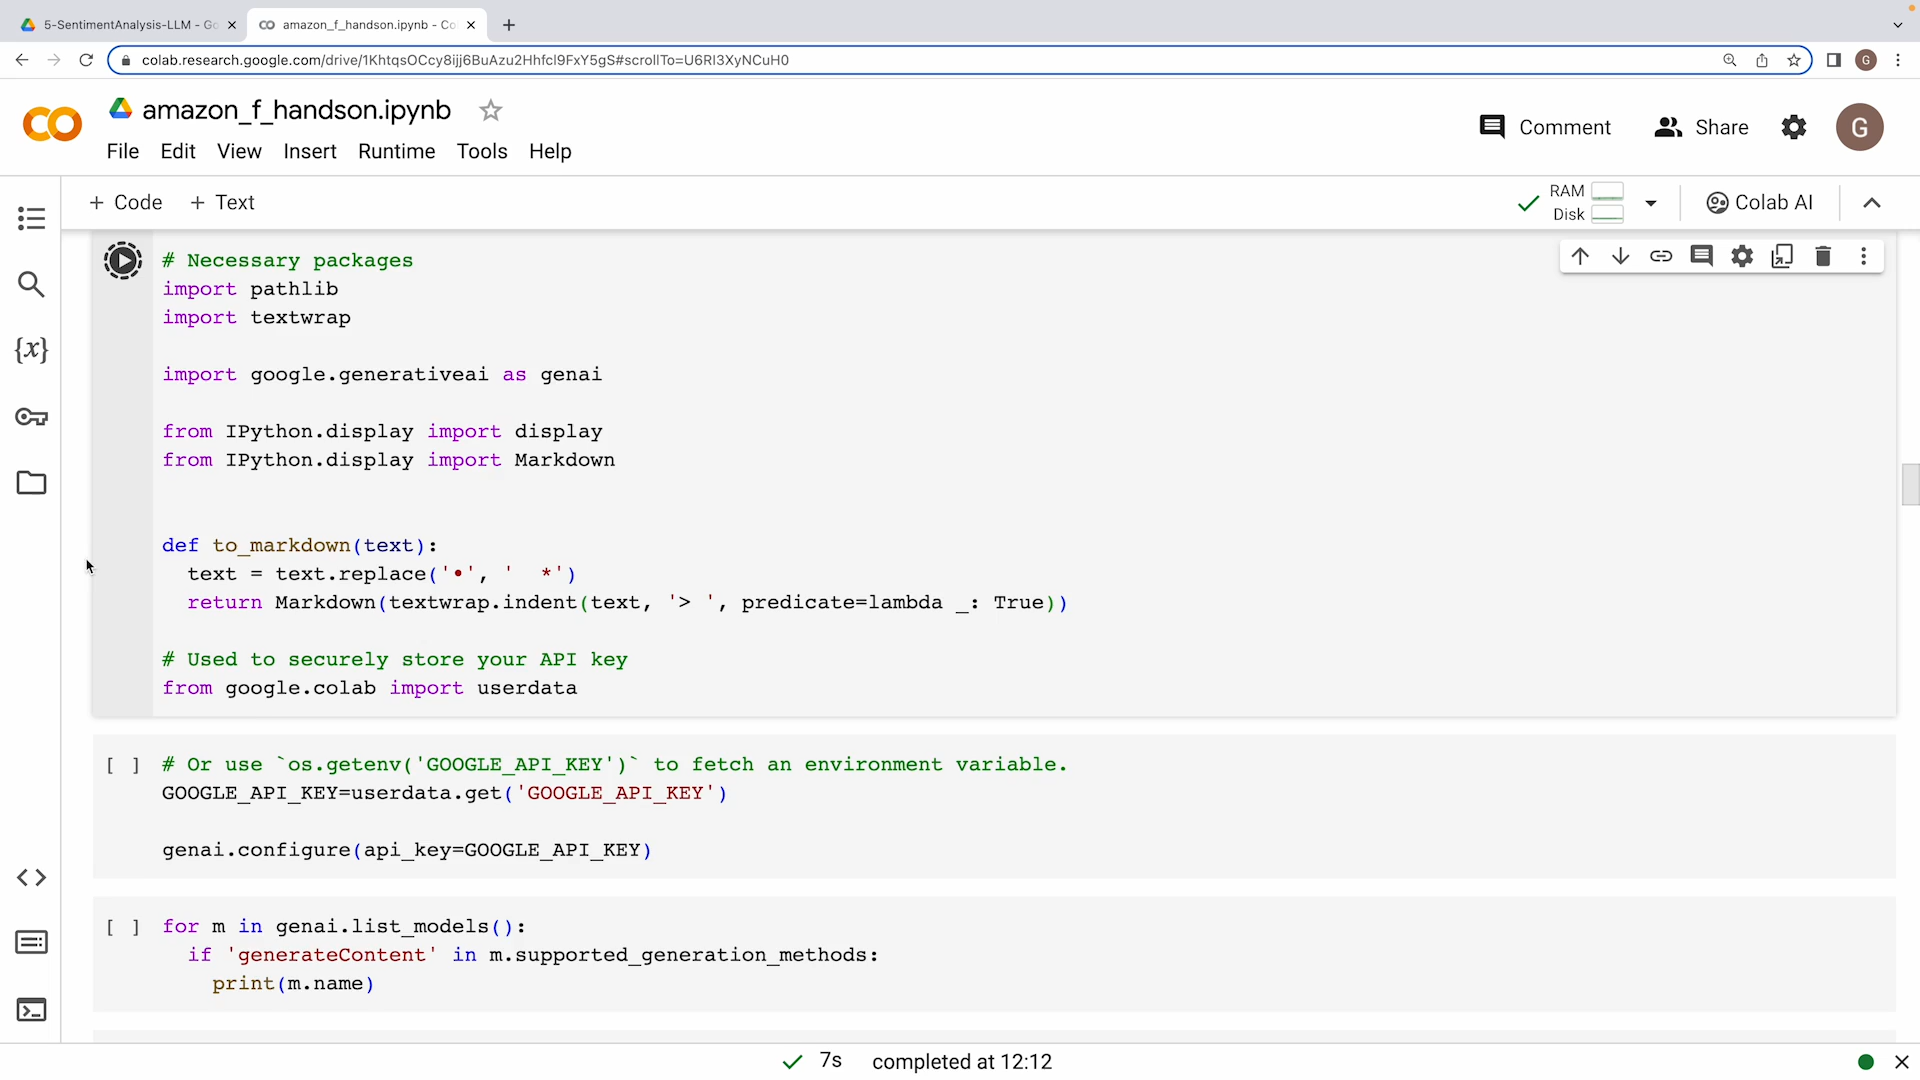 5-SentimentAnalysis-LLM - Go
amazon_f_handson.ipynb - Co
colab.research.google.com/drive/1KhtqsOCcy8ijj6BuAzu2Hhfcl9FxY5gS#scrollTo=U6RI3XyNCuH0
G
amazon_f_handson.ipynb
Comment
Share
G
File Edit View Insert Runtime Tools Help
+ Code + Text
RAM
Disk
Colab AI
# Necessary packages
import pathlib
import textwrap
{x}
import google.generativeai as genai
from IPython.display import display
from IPython.display import Markdown
def to_markdown(text):
text = text.replace('•', '  *')
return Markdown(textwrap.indent(text, '> ', predicate=lambda _: True))
# Used to securely store your API key
from google.colab import userdata
[ ] # Or use `os.getenv('GOOGLE_API_KEY')` to fetch an environment variable.
GOOGLE_API_KEY=userdata.get('GOOGLE_API_KEY')
genai.configure(api_key=GOOGLE_API_KEY)
[ ] for m in genai.list_models():
if 'generateContent' in m.supported_generation_methods:
print(m.name)
7s completed at 12:12